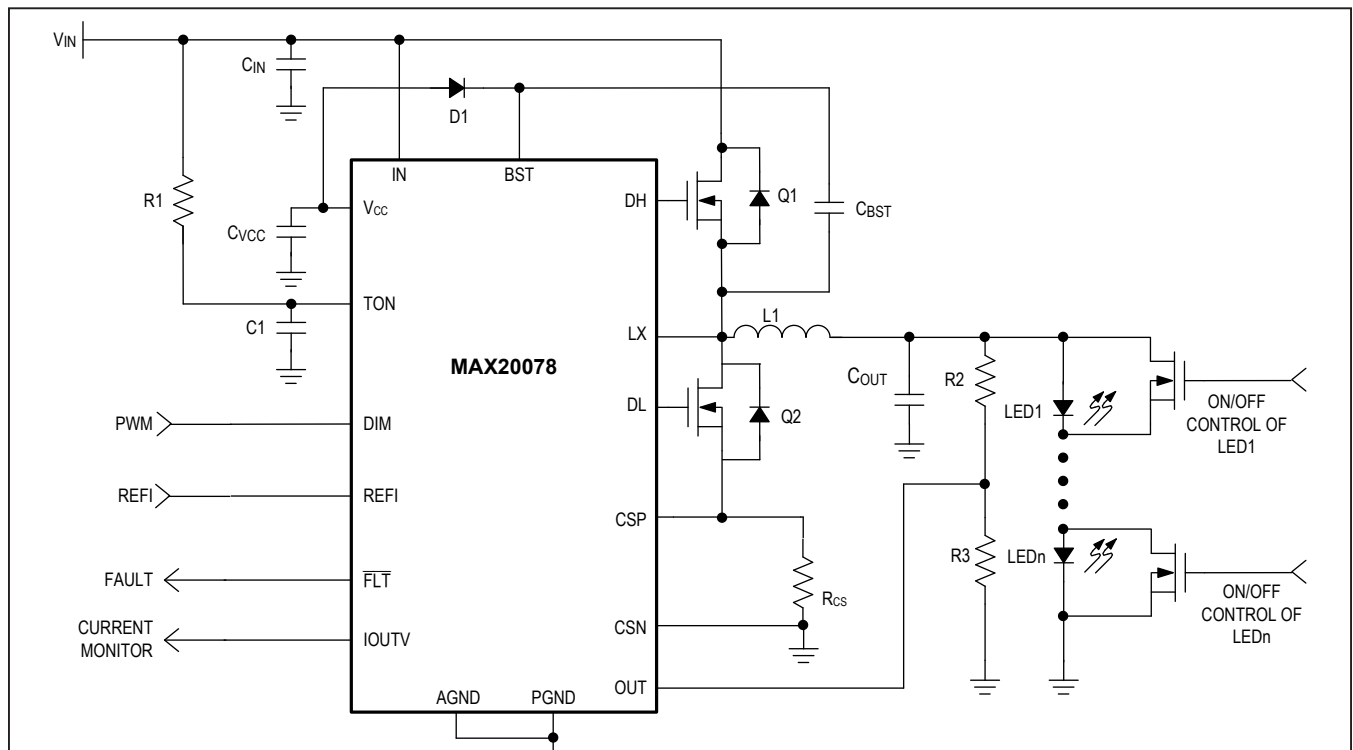 VIN
CIN
D1
R1
IN
BST
VCC
CVCC
DH
Q1
CBST
TON
C1
LX
L1
MAX20078
COUT
R2
LED1
ON/OFF
CONTROL OF
LED1
DL
Q2
PWM
DIM
REFI
REFI
CSP
R3
LEDn
ON/OFF
CONTROL OF
LEDn
FAULT
FLT
RCS
CURRENT
MONITOR
IOUTV
CSN
OUT
AGND
PGND